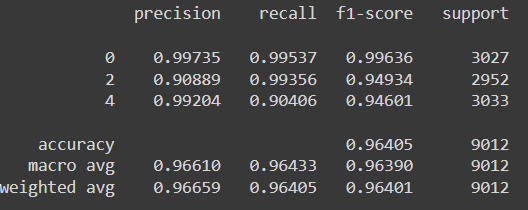 precision recall f1-score support
0 0.99735 0.99537 0.99636 3027
2 0.90889 0.99356 0.94934 2952
4 0.99204 0.90406 0.94601 3033
accuracy 0.96405 9012
macro avg 0.96610 0.96433 0.96390 9012
weighted avg 0.96659 0.96405 0.96401 9012